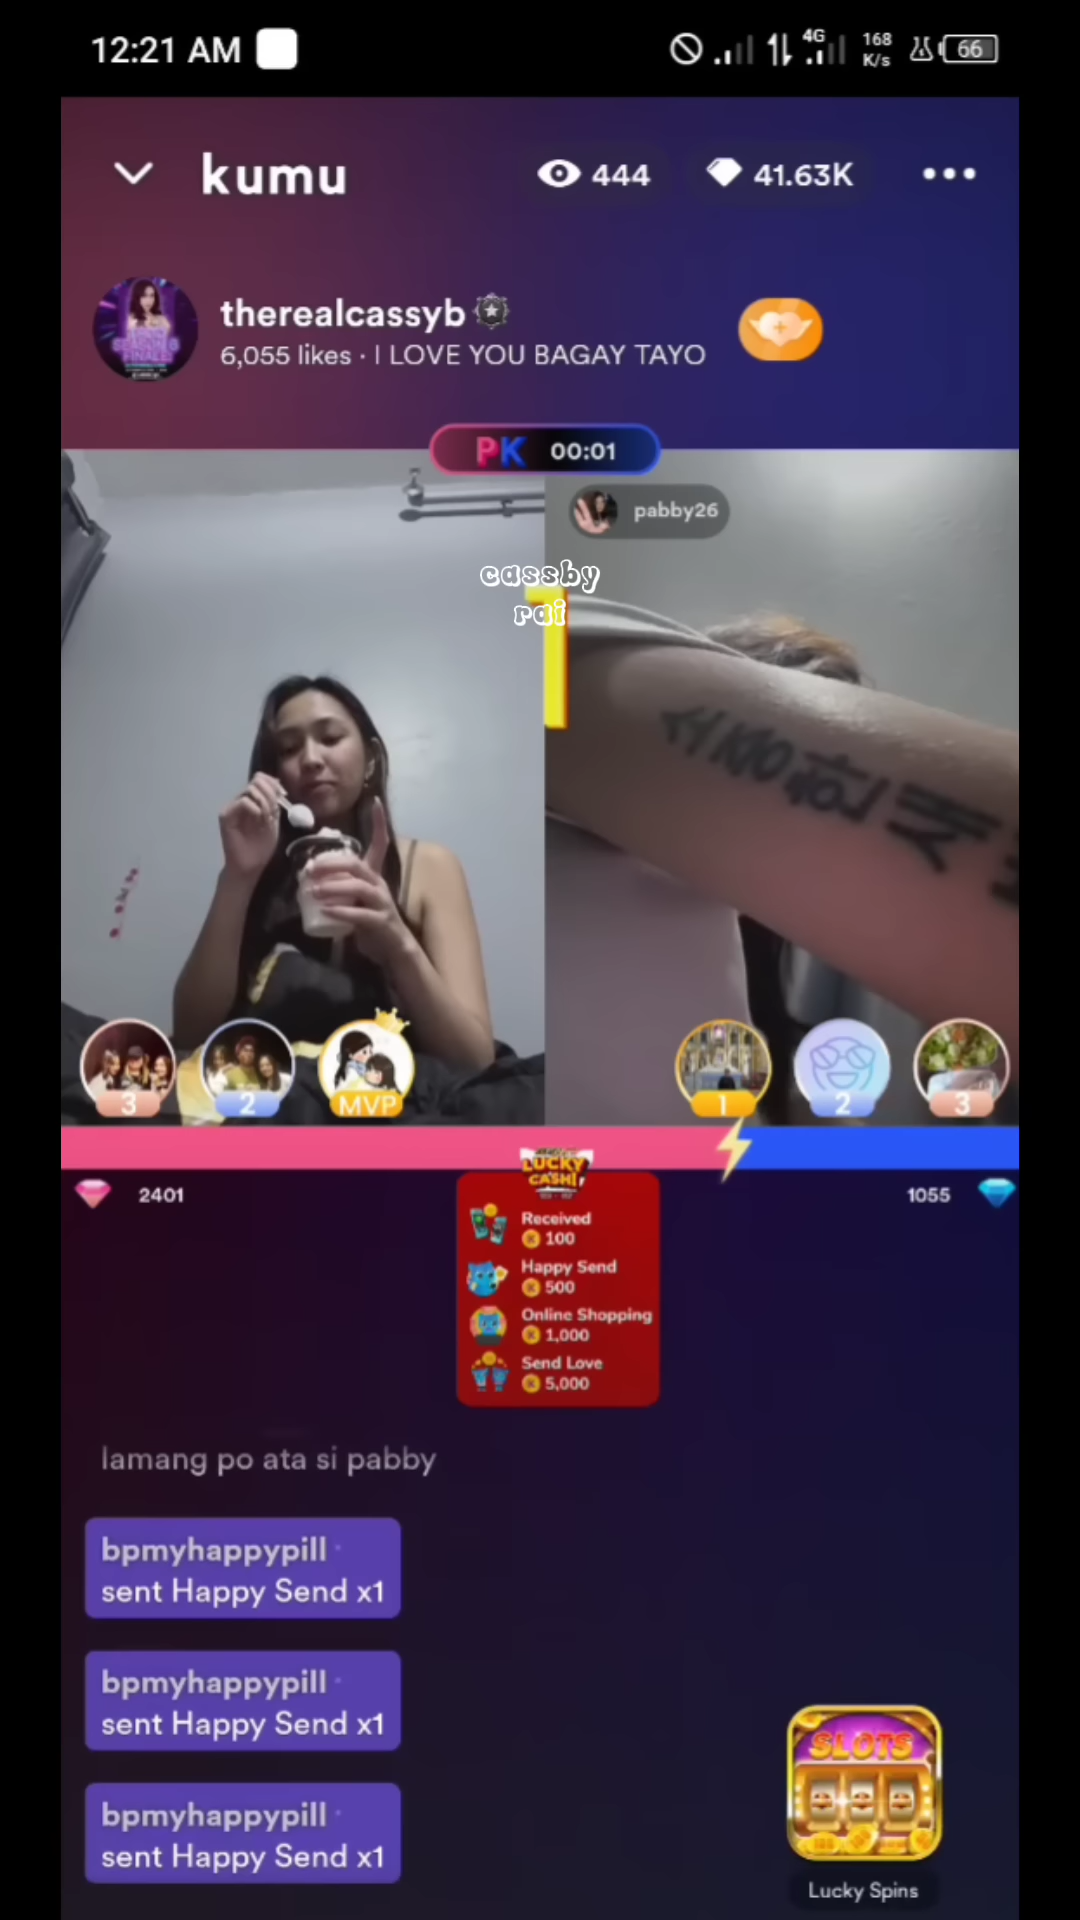 12:21 AM
4G
168
K/s
66
kumu
444
41.63K
therealcassyb
6,055 likes · I LOVE YOU BAGAY TAYO
PK 00:01
pabby26
cassby
rai
1
3
2
MVP
1
2
3
2401
1055
LUCKY
CASH!
Received
100
Happy Send
500
Online Shopping
1,000
Send Love
5,000
lamang po ata si pabby
bpmyhappypill ·
sent Happy Send x1
bpmyhappypill ·
sent Happy Send x1
bpmyhappypill ·
sent Happy Send x1
SLOTS
Lucky Spins